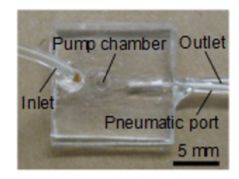 Pump chamber
Outlet
Inlet
Pneumatic port
5 mm